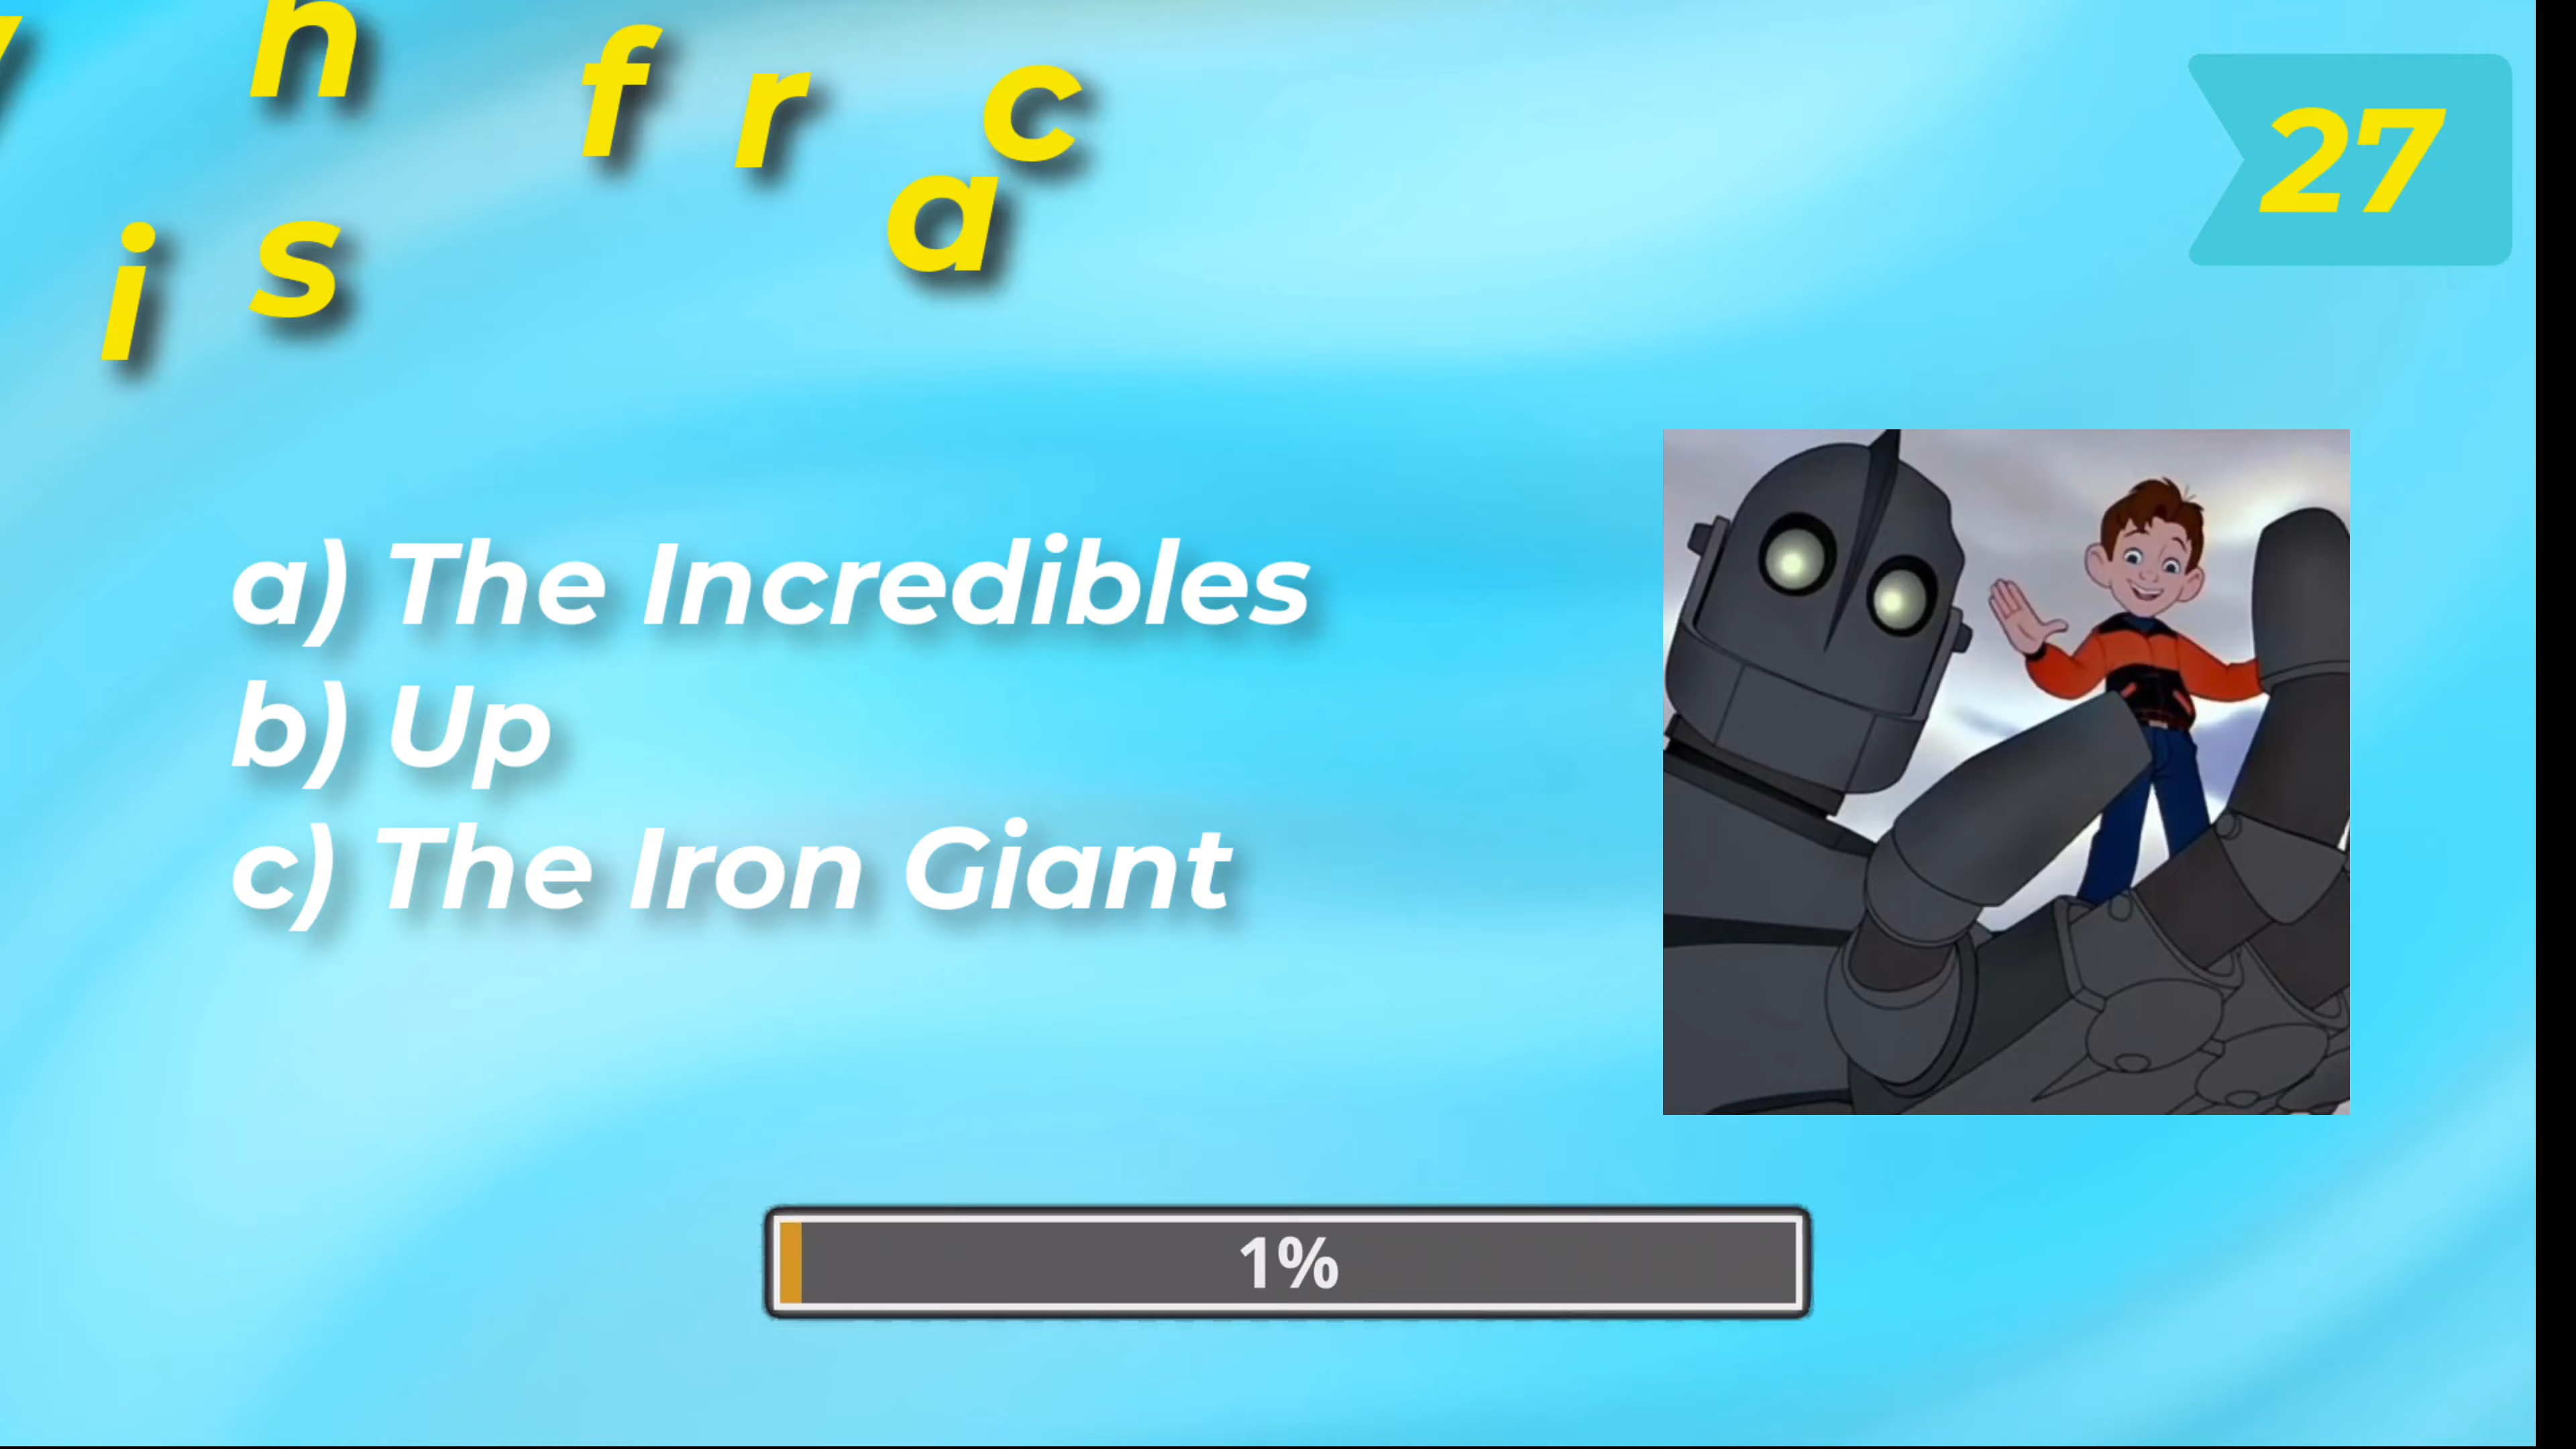 h f r c
a
i s
27
a) The Incredibles
b) Up
c) The Iron Giant
1%